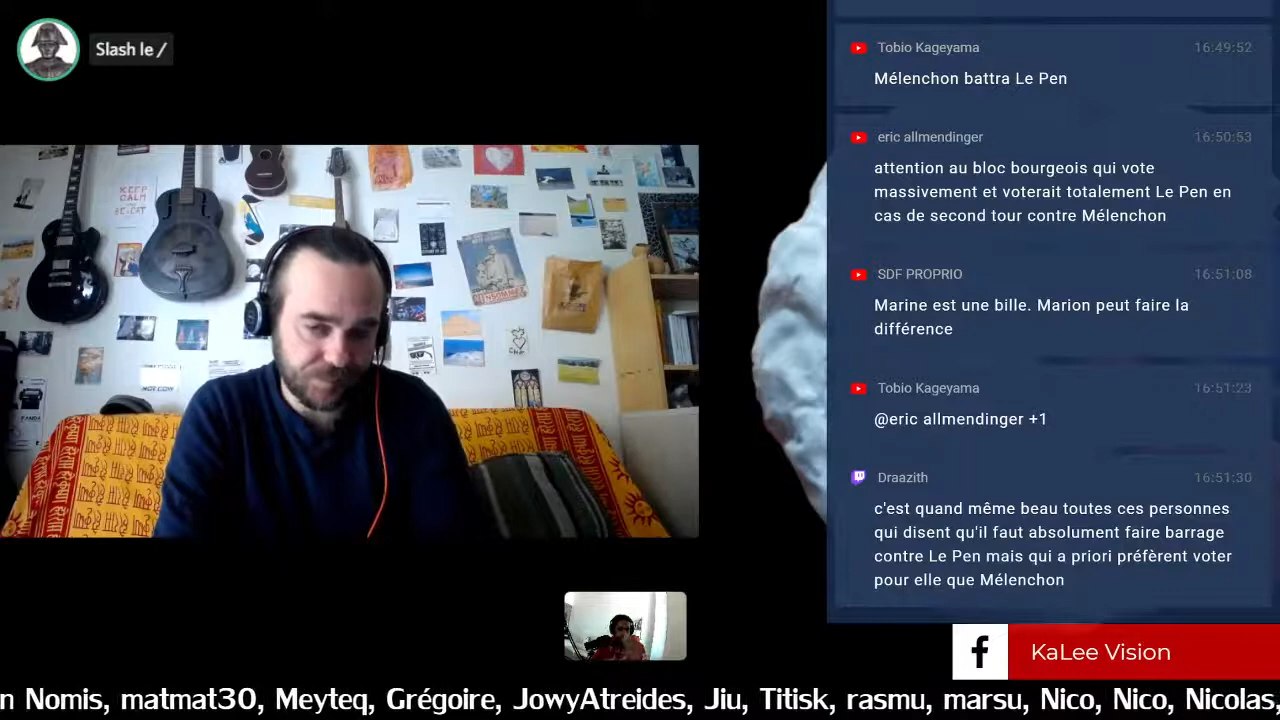 Slash le /
Tobio Kageyama
16:49:52
Mélenchon battra Le Pen
eric allmendinger
16:50:53
attention au bloc bourgeois qui vote
massivement et voterait totalement Le Pen en
cas de second tour contre Mélenchon
SDF PROPRIO
16:51:08
Marine est une bille. Marion peut faire la
différence
Tobio Kageyama
16:51:23
@eric allmendinger +1
Draazith
16:51:30
c'est quand même beau toutes ces personnes
qui disent qu'il faut absolument faire barrage
contre Le Pen mais qui a priori préfèrent voter
pour elle que Mélenchon
KEEP
CALM
KaLee Vision
n Nomis, matmat30, Meyteq, Grégoire, JowyAtreides, Jiu, Titisk, rasmu, marsu, Nico, Nico, Nicolas,